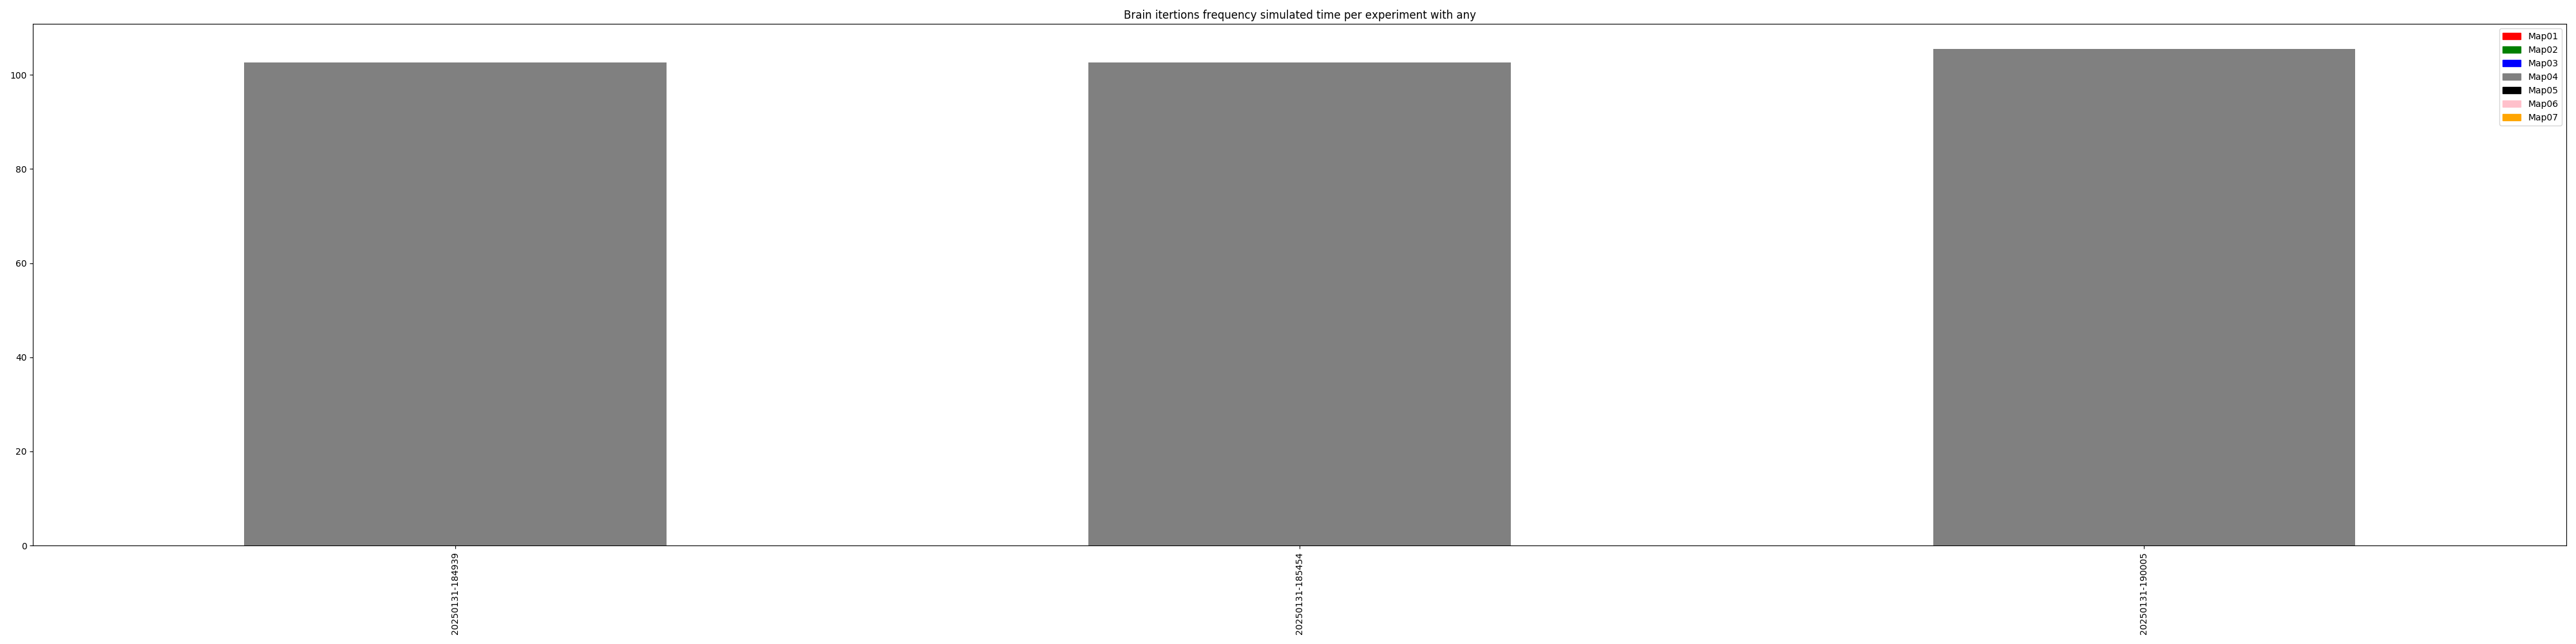 Brain itertions frequency simulated time per experiment with any
Map01
Map02
Map03
Map04
Map05
Map06
Map07
100
80
60
40
20
0
20250131-184939
20250131-185454
20250131-190005